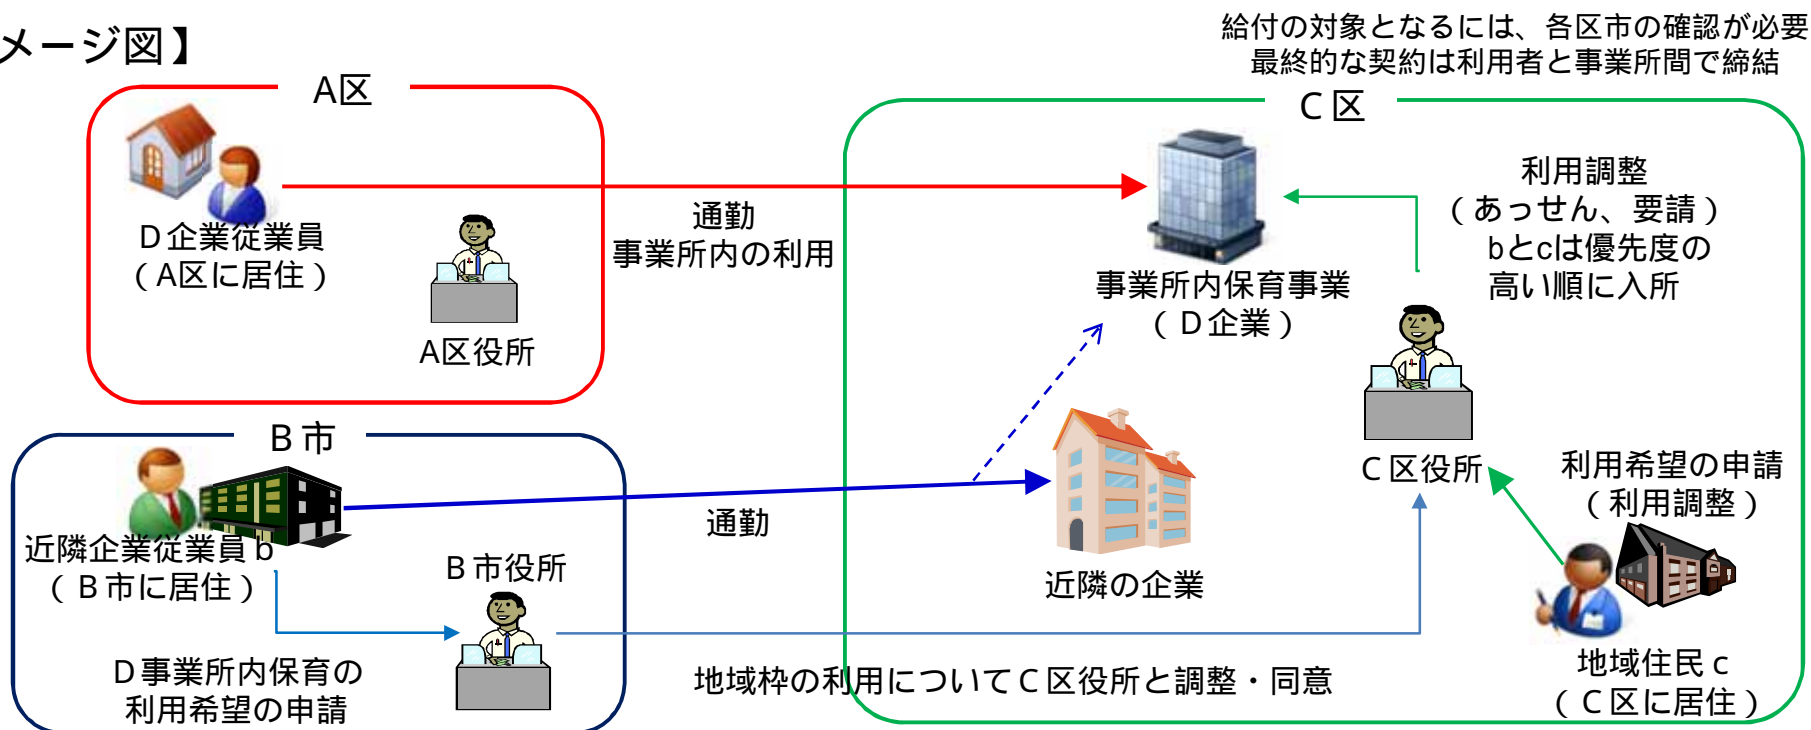 メージ図】
給付の対象となるには、各区市の確認が必要
最終的な契約は利用者と事業所間で締結
A区
D企業従業員
（A区に居住）
A区役所
通勤
事業所内の利用
C区
事業所内保育事業
（D企業）
利用調整
（あっせん、要請）
bとcは優先度の
高い順に入所
C区役所
利用希望の申請
（利用調整）
地域住民c
（C区に居住）
近隣の企業
B市
近隣企業従業員b
（B市に居住）
B市役所
通勤
D事業所内保育の
利用希望の申請
地域枠の利用についてC区役所と調整・同意